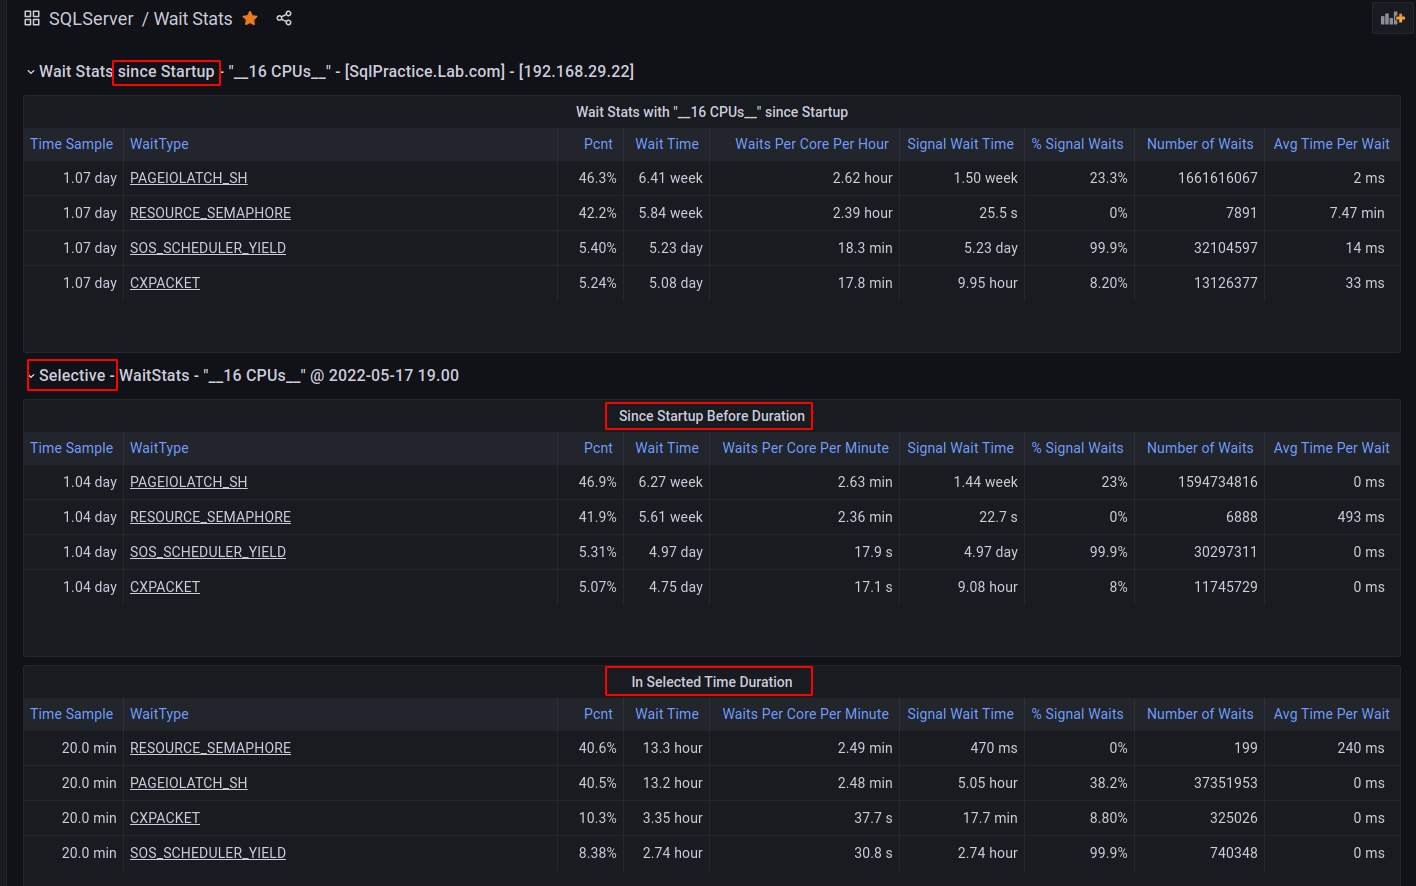 SQLServer / Wait Stats
Wait Stats since Startup - "__16 CPUs__" - [SqlPractice.Lab.com] - [192.168.29.22]
Wait Stats with "__16 CPUs__" since Startup
Time Sample WaitType Pcnt Wait Time Waits Per Core Per Hour Signal Wait Time % Signal Waits Number of Waits Avg Time Per Wait
1.07 day PAGEIOLATCH_SH 46.3% 6.41 week 2.62 hour 1.50 week 23.3% 1661616067 2 ms
1.07 day RESOURCE_SEMAPHORE 42.2% 5.84 week 2.39 hour 25.5 s 0% 7891 7.47 min
1.07 day SOS_SCHEDULER_YIELD 5.40% 5.23 day 18.3 min 5.23 day 99.9% 32104597 14 ms
1.07 day CXPACKET 5.24% 5.08 day 17.8 min 9.95 hour 8.20% 13126377 33 ms
Selective - WaitStats - "__16 CPUs__" @ 2022-05-17 19.00
Since Startup Before Duration
Time Sample WaitType Pcnt Wait Time Waits Per Core Per Minute Signal Wait Time % Signal Waits Number of Waits Avg Time Per Wait
1.04 day PAGEIOLATCH_SH 46.9% 6.27 week 2.63 min 1.44 week 23% 1594734816 0 ms
1.04 day RESOURCE_SEMAPHORE 41.9% 5.61 week 2.36 min 22.7 s 0% 6888 493 ms
1.04 day SOS_SCHEDULER_YIELD 5.31% 4.97 day 17.9 s 4.97 day 99.9% 30297311 0 ms
1.04 day CXPACKET 5.07% 4.75 day 17.1 s 9.08 hour 8% 11745729 0 ms
In Selected Time Duration
Time Sample WaitType Pcnt Wait Time Waits Per Core Per Minute Signal Wait Time % Signal Waits Number of Waits Avg Time Per Wait
20.0 min RESOURCE_SEMAPHORE 40.6% 13.3 hour 2.49 min 470 ms 0% 199 240 ms
20.0 min PAGEIOLATCH_SH 40.5% 13.2 hour 2.48 min 5.05 hour 38.2% 37351953 0 ms
20.0 min CXPACKET 10.3% 3.35 hour 37.7 s 17.7 min 8.80% 325026 0 ms
20.0 min SOS_SCHEDULER_YIELD 8.38% 2.74 hour 30.8 s 2.74 hour 99.9% 740348 0 ms